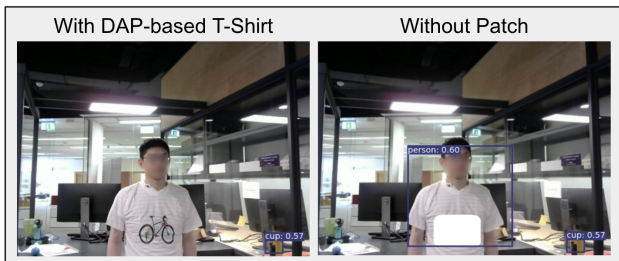 With DAP-based T-Shirt
Without Patch
person: 0.60
cup: 0.57
cup: 0.57